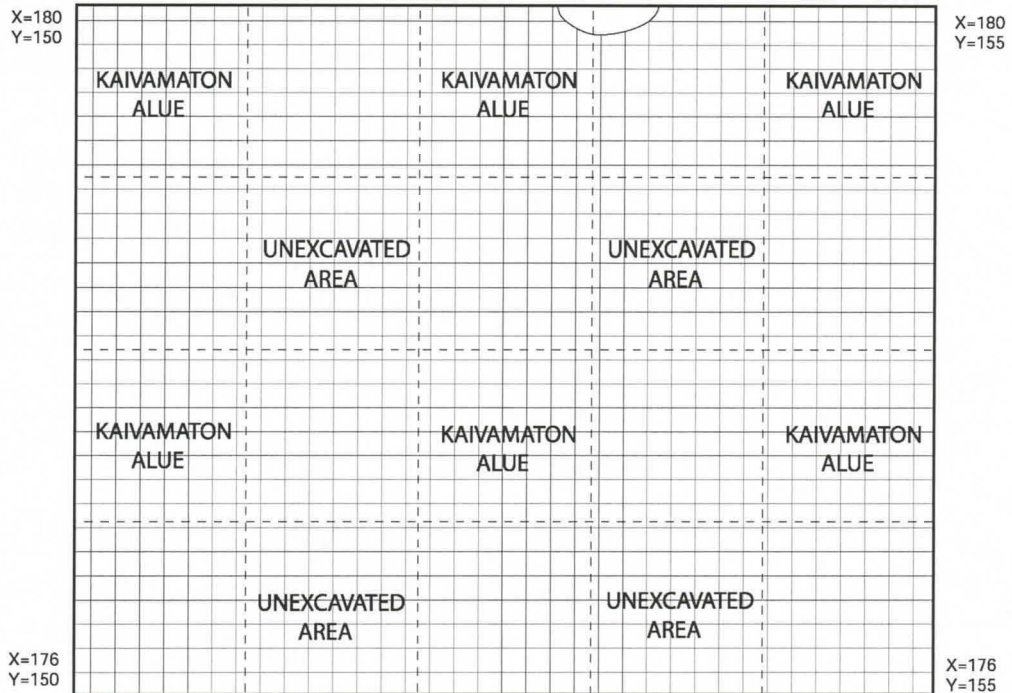 X=180
Y=150
X=180
Y=155
KAIVAMATON
ALUE
KAIVAMATON
ALUE
KAIVAMATON
ALUE
UNEXCAVATED
AREA
UNEXCAVATED
AREA
KAIVAMATON
ALUE
KAIVAMATON
ALUE
KAIVAMATON
ALUE
UNEXCAVATED
AREA
UNEXCAVATED
AREA
X=176
Y=150
X=176
Y=155